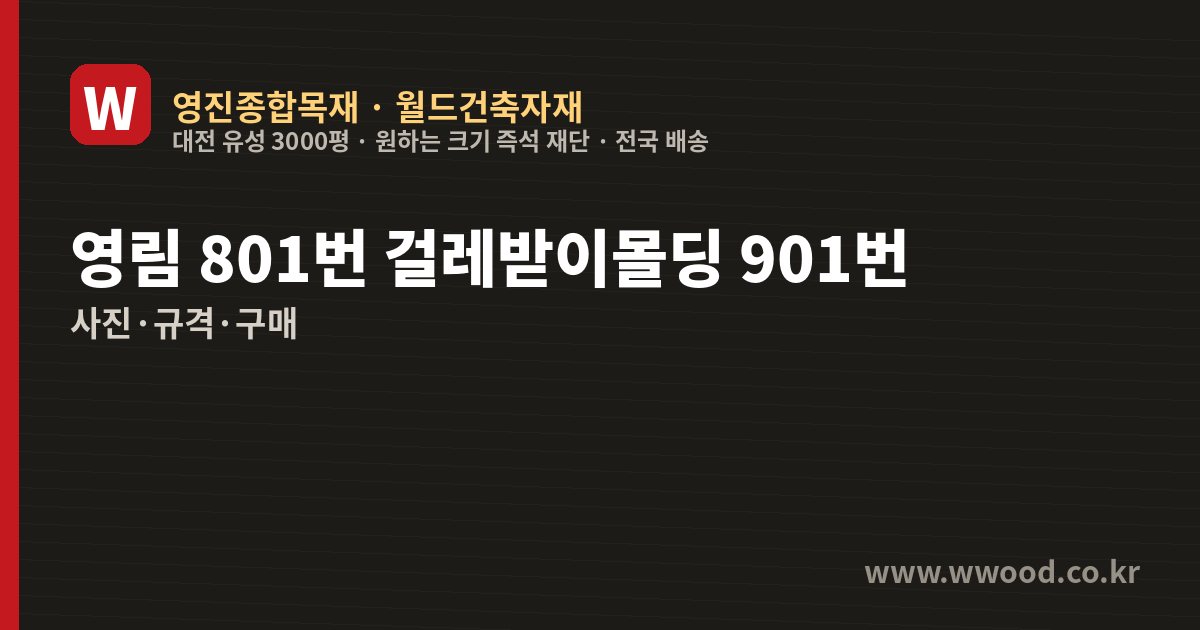 W
영진종합목재 · 월드건축자재
대전 유성 3000평 · 원하는 크기 즉석 재단 · 전국 배송
영림 801번 걸레받이몰딩 901번
사진·규격·구매
www.wwood.co.kr